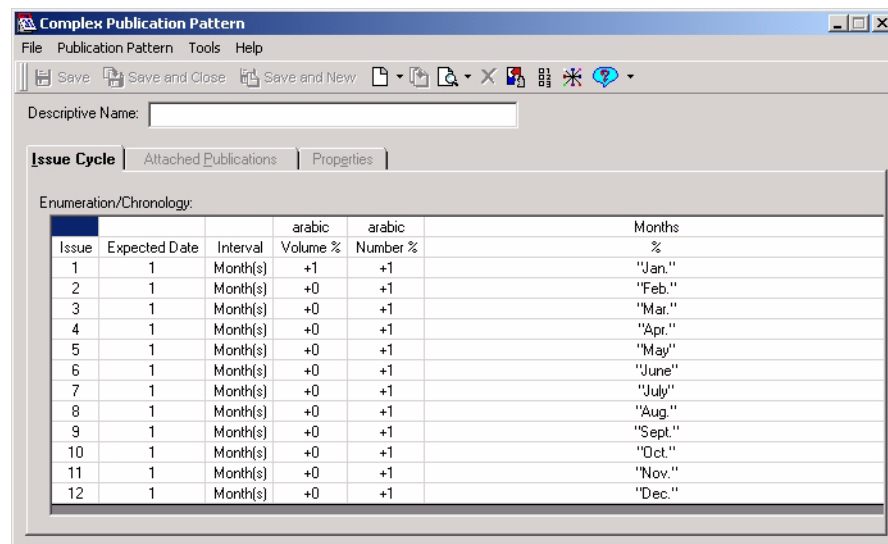 Complex Publication Pattern
File Publication Pattern Tools Help
Save Save and Close Save and New
Descriptive Name:
Issue Cycle Attached Publications Properties
Enumeration/Chronology:
arabic arabic Months
Issue Expected Date Interval Volume % Number % %
1 1 Month(s) +1 +1 "Jan."
2 1 Month(s) +0 +1 "Feb."
3 1 Month(s) +0 +1 "Mar."
4 1 Month(s) +0 +1 "Apr."
5 1 Month(s) +0 +1 "May"
6 1 Month(s) +0 +1 "June"
7 1 Month(s) +0 +1 "July"
8 1 Month(s) +0 +1 "Aug."
9 1 Month(s) +0 +1 "Sept."
10 1 Month(s) +0 +1 "Oct."
11 1 Month(s) +0 +1 "Nov."
12 1 Month(s) +0 +1 "Dec."